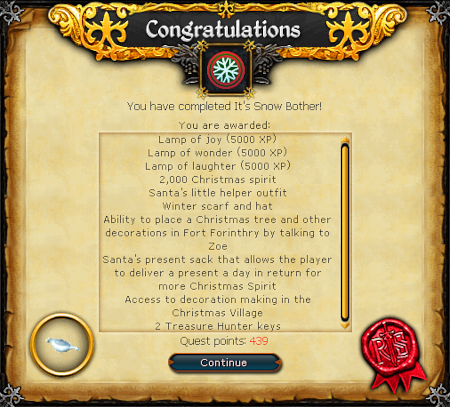 Congratulations
You have completed It's Snow Bother!
You are awarded:
Lamp of joy (5000 XP)
Lamp of wonder (5000 XP)
Lamp of laughter (5000 XP)
2,000 Christmas spirit
Santa's little helper outfit
Winter scarf and hat
Ability to place a Christmas tree and other
decorations in Fort Forinthry by talking to
Zoe
Santa's present sack that allows the player
to deliver a present a day in return for
more Christmas Spirit
Access to decoration making in the
Christmas Village
2 Treasure Hunter keys
Quest points: 439
Continue